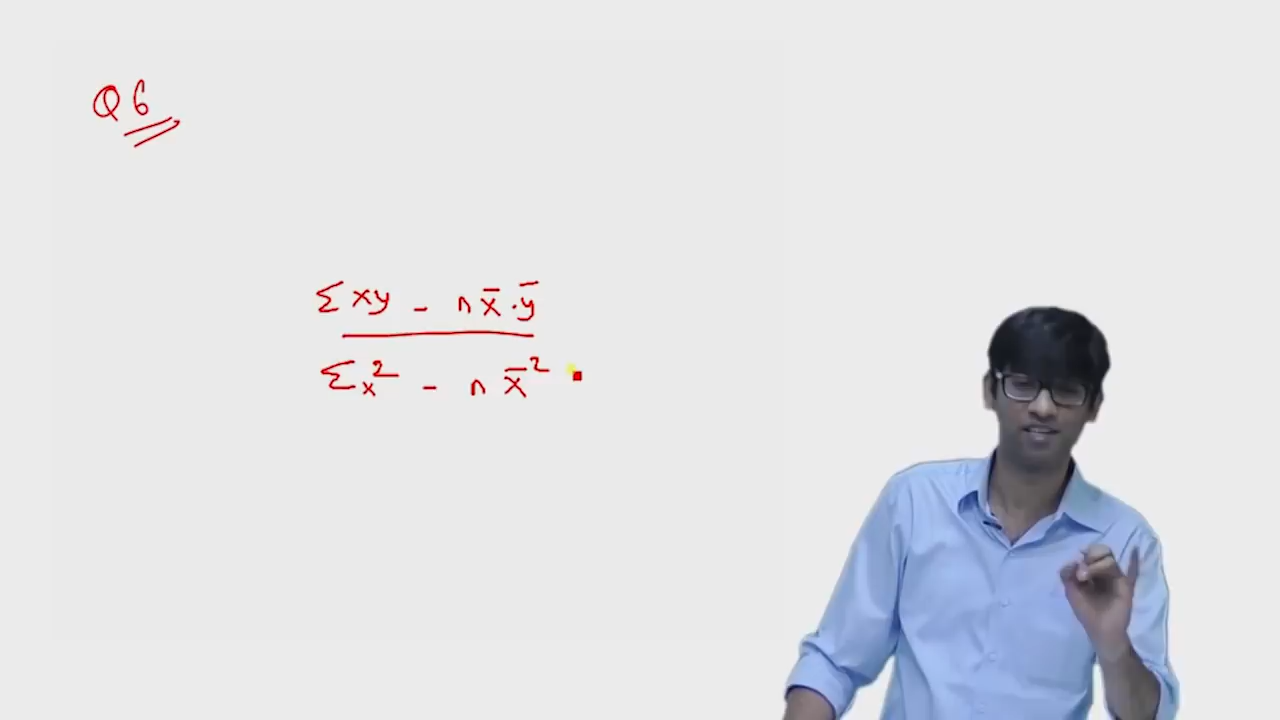 Q6
Σxy - n x̄ · ȳ
Σx² - n x̄²